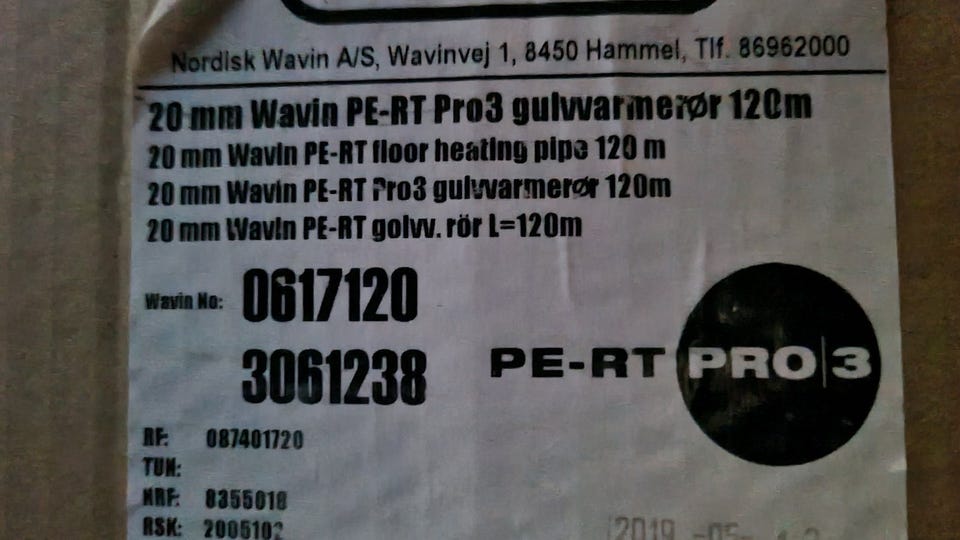 Nordisk Wavin A/S, Wavinvej 1, 8450 Hammel, Tlf. 86962000
20 mm Wavin PE-RT Pro3 gulvvarmerør 120m
20 mm Wavin PE-RT floor heating pipe 120 m
20 mm Wavin PE-RT Pro3 gulvvarmerør 120m
20 mm Wavin PE-RT golvv. rör L=120m
Wavin No: 0617120
3061238
PE-RT PRO|3
RF: 087401720
TUN:
NRF: 8355018
RSK: 2005102
2019 -05-